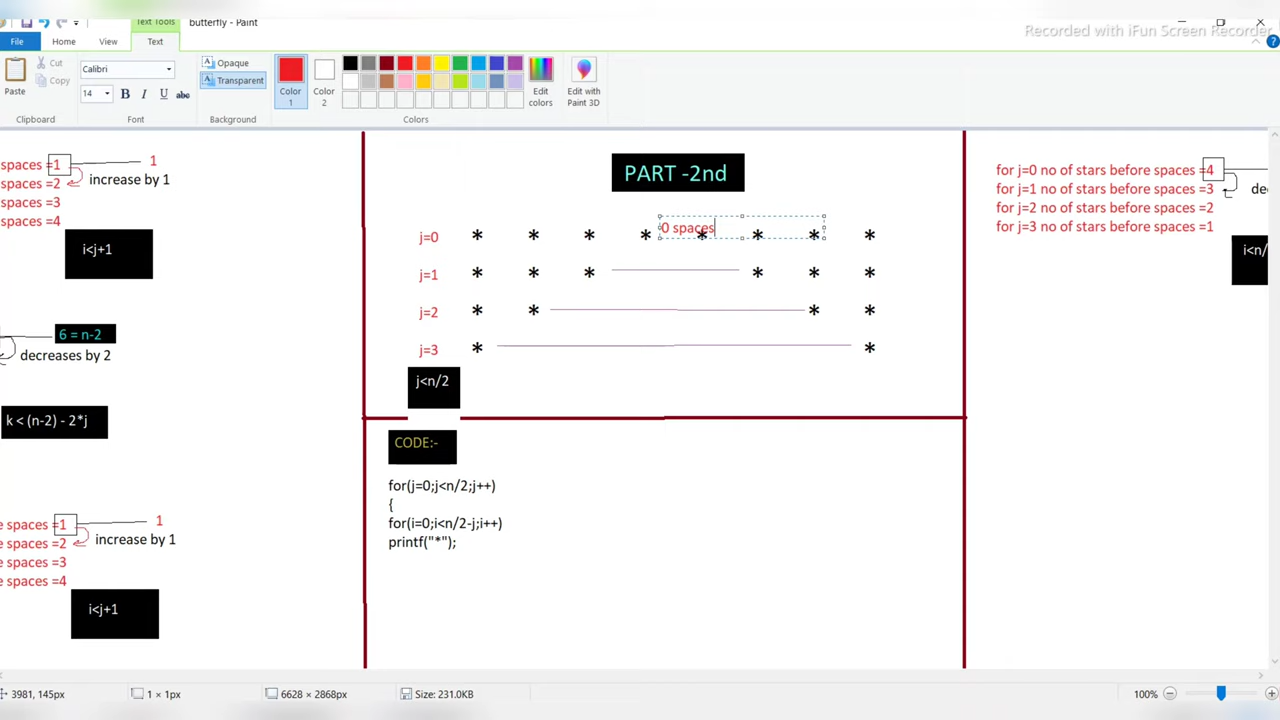 Text Tools
butterfly - Paint
Recorded with iFun Screen Recorder
File
Home
View
Text
Cut
Copy
Paste
Clipboard
Calibri
14
B I U abc
Font
Opaque
Transparent
Background
Color 1
Color 2
Edit colors
Edit with Paint 3D
Colors
spaces =1
spaces =2
spaces =3
spaces =4
1
increase by 1
i<j+1
6 = n-2
decreases by 2
k < (n-2) - 2*j
e spaces =1
e spaces =2
e spaces =3
e spaces =4
1
increase by 1
i<j+1
PART -2nd
0 spaces
j=0 * * * * * * * *
j=1 * * * * * *
j=2 * * * *
j=3 * *
j<n/2
CODE:-
for(j=0;j<n/2;j++)
{
for(i=0;i<n/2-j;i++)
printf("*");
for j=0 no of stars before spaces =4
for j=1 no of stars before spaces =3
for j=2 no of stars before spaces =2
for j=3 no of stars before spaces =1
dec
i<n/
3981, 145px
1 × 1px
6628 × 2868px
Size: 231.0KB
100%